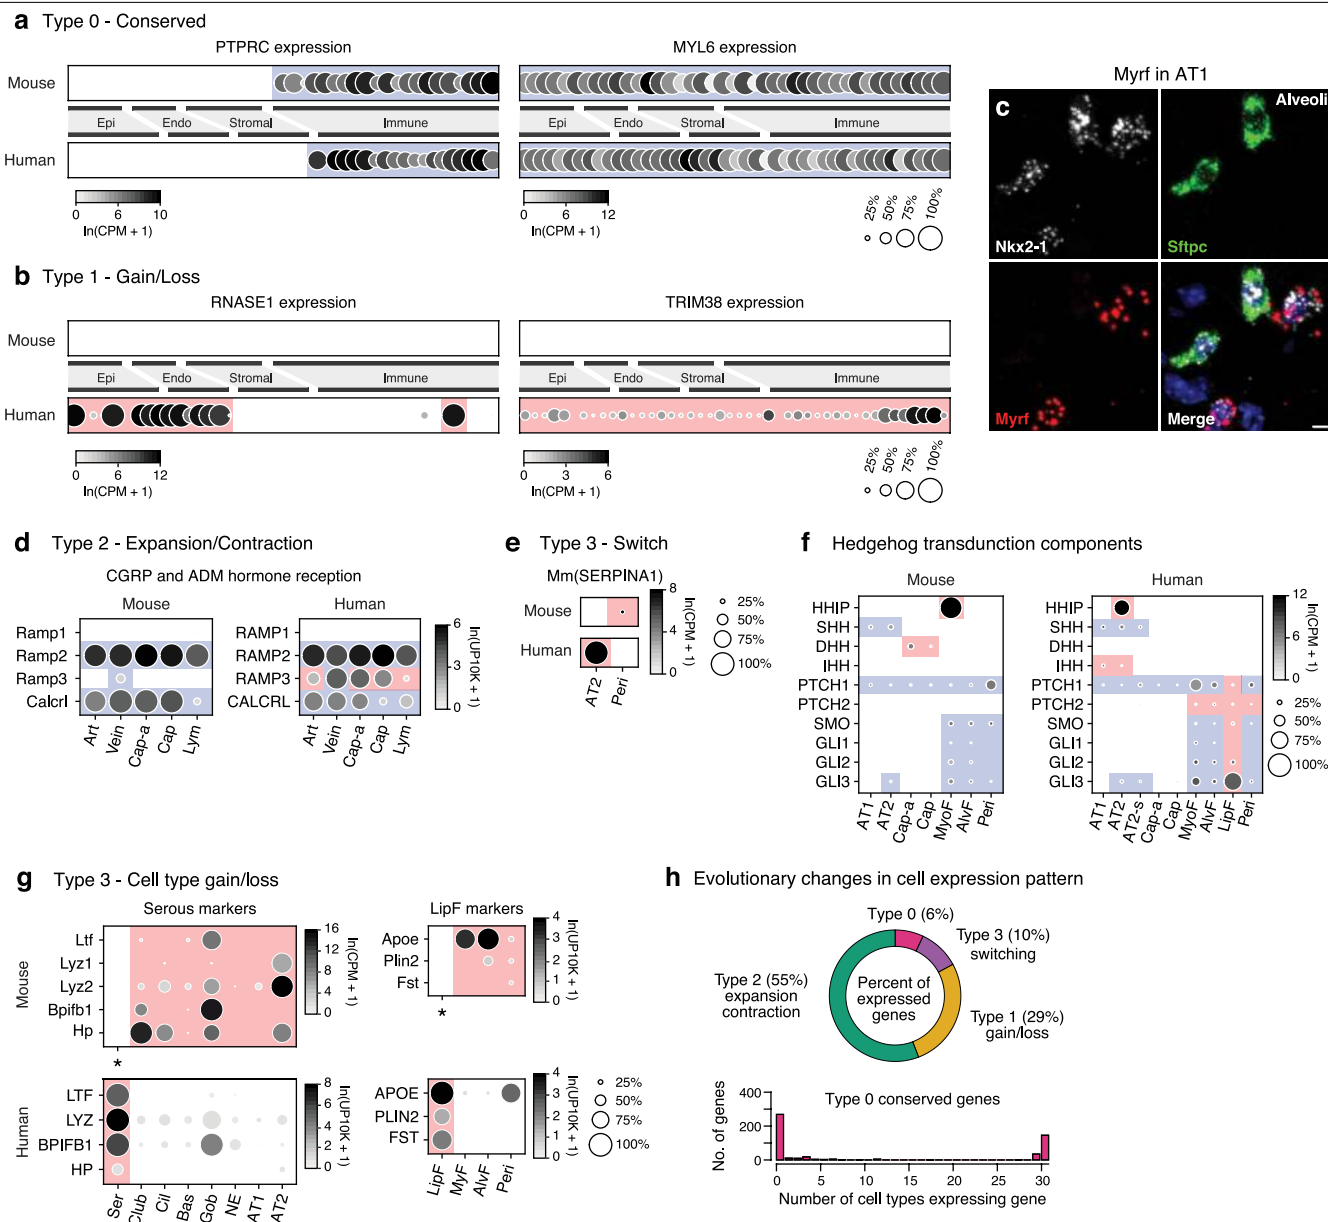 a Type 0 - Conserved
PTPRC expression
MYL6 expression
Mouse
Epi Endo Stromal Immune
Epi Endo Stromal Immune
Human
0 6 10
ln(CPM + 1)
0 6 12
ln(CPM + 1)
25% 50% 75% 100%
b Type 1 - Gain/Loss
RNASE1 expression
TRIM38 expression
Mouse
Epi Endo Stromal Immune
Epi Endo Stromal Immune
Human
0 6 12
ln(CPM + 1)
0 3 6
ln(CPM + 1)
25% 50% 75% 100%
Myrf in AT1
c
Alveoli
Nkx2-1
Sftpc
Myrf
Merge
d Type 2 - Expansion/Contraction
CGRP and ADM hormone reception
Mouse
Human
Ramp1
Ramp2
Ramp3
Calcrl
Art Vein Cap-a Cap Lym
RAMP1
RAMP2
RAMP3
CALCRL
Art Vein Cap-a Cap Lym
6
3
0
ln(UP10K + 1)
e Type 3 - Switch
Mm(SERPINA1)
Mouse
Human
AT2 Peri
8
4
0
ln(CPM + 1)
25%
50%
75%
100%
f Hedgehog transduction components
Mouse
Human
HHIP
SHH
DHH
IHH
PTCH1
PTCH2
SMO
GLI1
GLI2
GLI3
AT1 AT2 Cap-a Cap MyoF AlvF Peri
HHIP
SHH
DHH
IHH
PTCH1
PTCH2
SMO
GLI1
GLI2
GLI3
AT1 AT2 AT2-s Cap-a Cap MyoF AlvF LipF Peri
12
6
0
ln(CPM + 1)
25%
50%
75%
100%
g Type 3 - Cell type gain/loss
Serous markers
LipF markers
Mouse
Ltf
Lyz1
Lyz2
Bpifb1
Hp
*
16
12
8
4
0
ln(CPM + 1)
Apoe
Plin2
Fst
*
4
3
2
1
0
ln(UP10K + 1)
Human
LTF
LYZ
BPIFB1
HP
Ser Club Cil Bas Gob NE AT1 AT2
8
6
4
2
0
ln(UP10K + 1)
APOE
PLIN2
FST
LipF MyF AlvF Peri
4
3
2
1
0
ln(UP10K + 1)
25%
50%
75%
100%
h Evolutionary changes in cell expression pattern
Type 0 (6%)
Type 3 (10%)
switching
Type 2 (55%)
expansion
contraction
Percent of
expressed
genes
Type 1 (29%)
gain/loss
Type 0 conserved genes
No. of genes
400
200
0
0 5 10 15 20 25 30
Number of cell types expressing gene